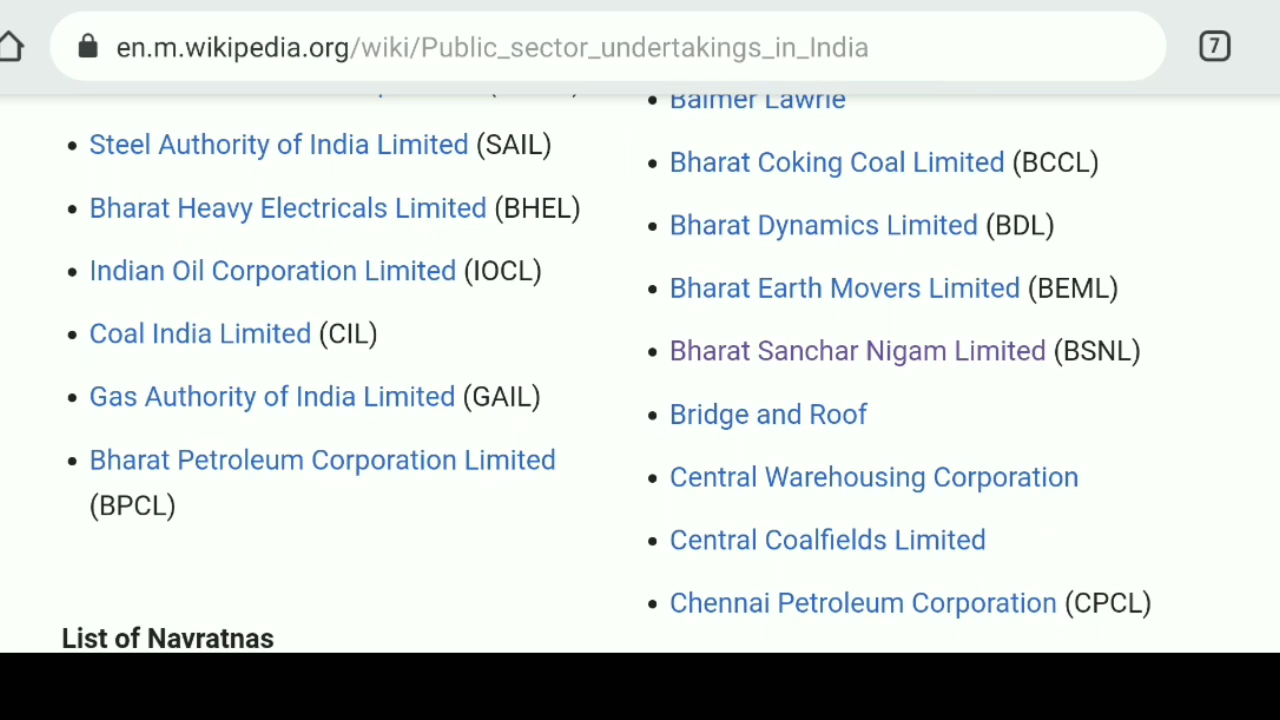 en.m.wikipedia.org/wiki/Public_sector_undertakings_in_India
7
Steel Authority of India Limited (SAIL)
Bharat Heavy Electricals Limited (BHEL)
Indian Oil Corporation Limited (IOCL)
Coal India Limited (CIL)
Gas Authority of India Limited (GAIL)
Bharat Petroleum Corporation Limited
(BPCL)
List of Navratnas
Balmer Lawrie
Bharat Coking Coal Limited (BCCL)
Bharat Dynamics Limited (BDL)
Bharat Earth Movers Limited (BEML)
Bharat Sanchar Nigam Limited (BSNL)
Bridge and Roof
Central Warehousing Corporation
Central Coalfields Limited
Chennai Petroleum Corporation (CPCL)